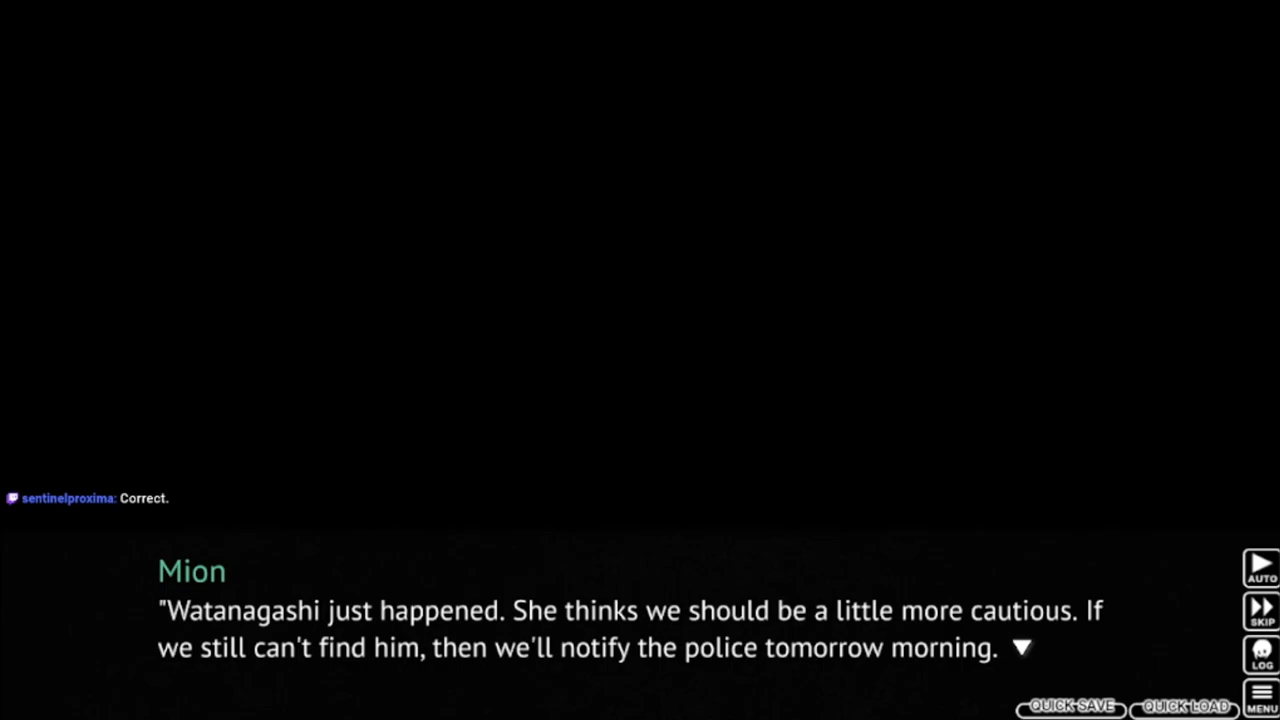 sentinelproxima: Correct.
Mion
"Watanagashi just happened. She thinks we should be a little more cautious. If
we still can't find him, then we'll notify the police tomorrow morning.
AUTO
SKIP
LOG
MENU
QUICK SAVE QUICK LOAD